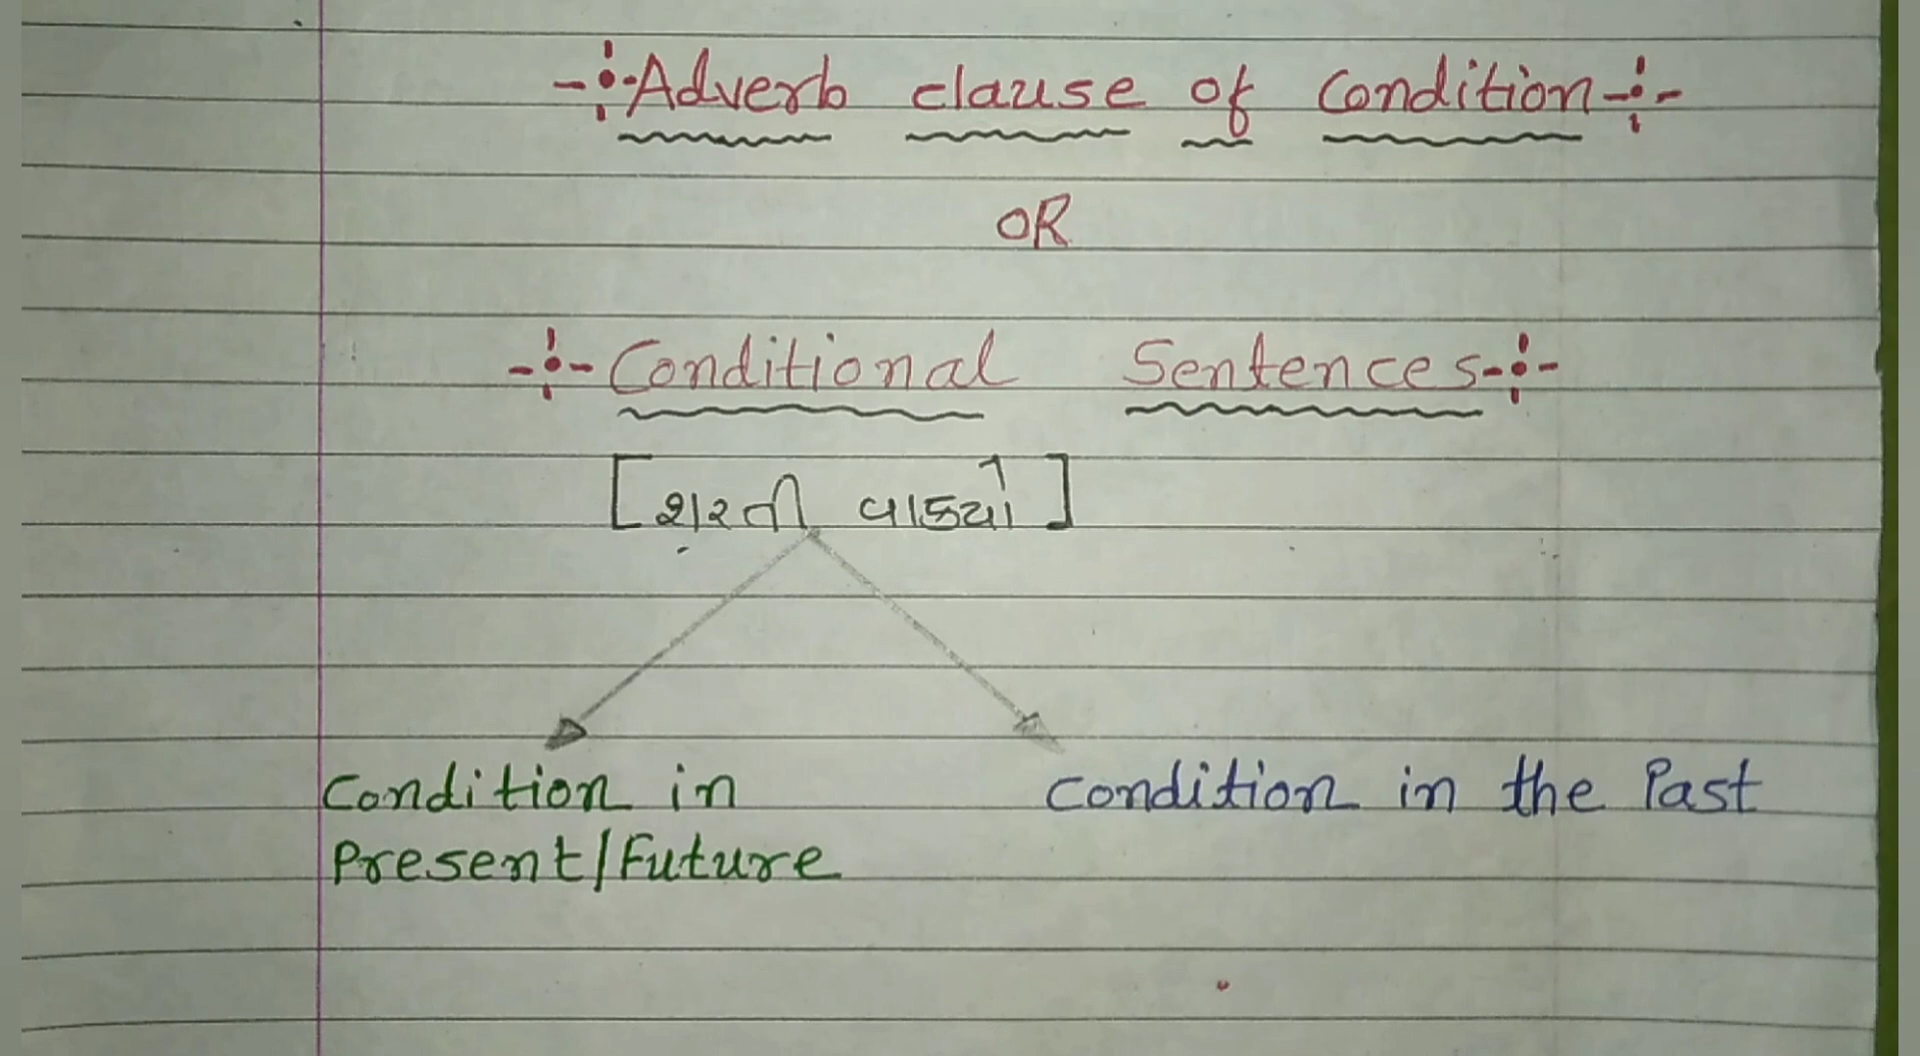 Adverb clause of Condition
OR
Conditional Sentences
[શરતી વાક્યો]
Condition in
Present/Future
Condition in the Past